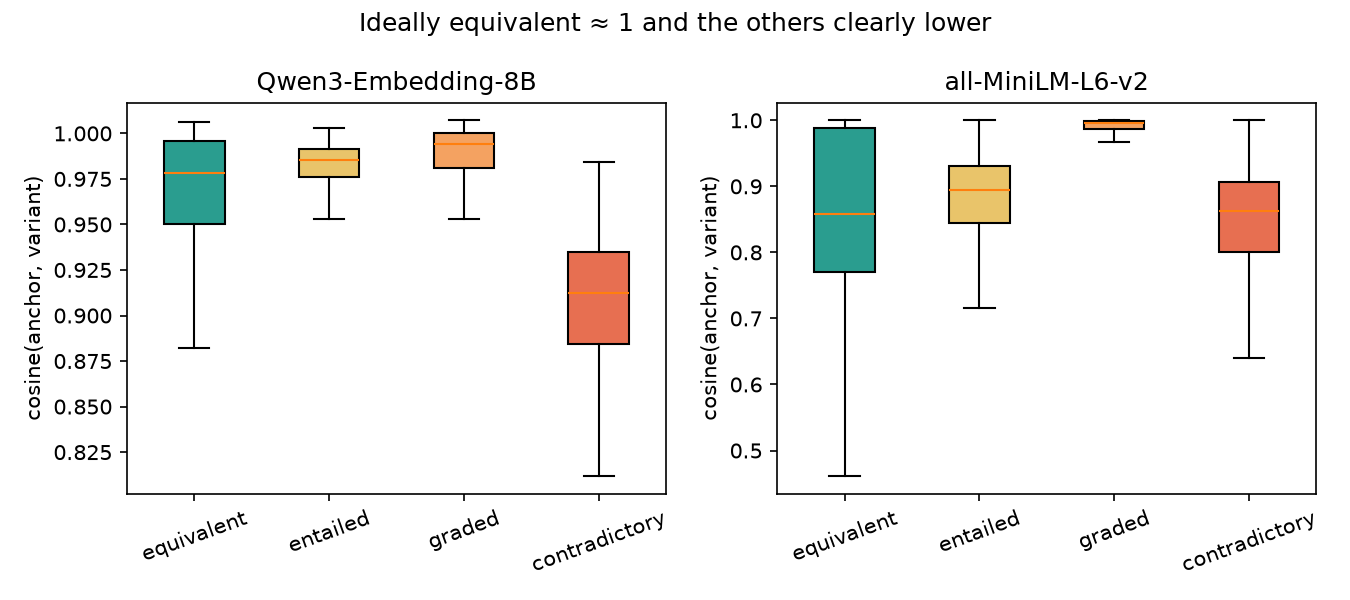 Ideally equivalent ≈ 1 and the others clearly lower
Qwen3-Embedding-8B
cosine(anchor, variant)
1.000
0.975
0.950
0.925
0.900
0.875
0.850
0.825
equivalent
entailed
graded
contradictory
all-MiniLM-L6-v2
cosine(anchor, variant)
1.0
0.9
0.8
0.7
0.6
0.5
equivalent
entailed
graded
contradictory